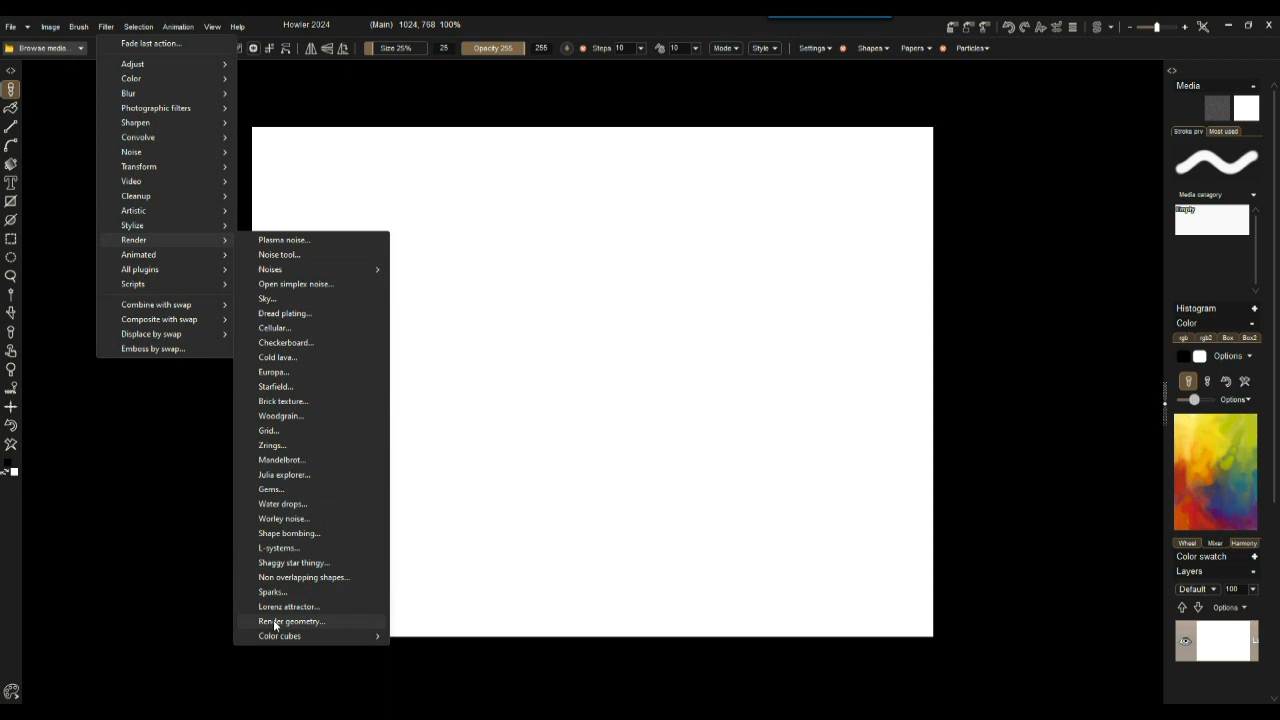 Howler 2024 (Main) 1024,768 100%
File Image Brush Filter Selection Animation View Help
Browse media... Size 25% 25 Opacity 255 255 Steps 10 10 Mode Style Settings Shapes Papers Particles
Fade last action...
Adjust
Color
Blur
Photographic filters
Sharpen
Convolve
Noise
Transform
Video
Cleanup
Artistic
Stylize
Render
Animated
All plugins
Scripts
Combine with swap
Composite with swap
Displace by swap
Emboss by swap...
Plasma noise...
Noise tool...
Noises
Open simplex noise...
Sky...
Dread plating...
Cellular...
Checkerboard...
Cold lava...
Europa...
Starfield...
Brick texture...
Woodgrain...
Grid...
Zrings...
Mandelbrot...
Julia explorer...
Gems...
Water drops...
Worley noise...
Shape bombing...
L-systems...
Shaggy star thingy...
Non overlapping shapes...
Sparks...
Lorenz attractor...
Render geometry...
Color cubes
Media
Stroke prv Most used
Media catagory
Empty
Histogram
Color
rgb rgb2 Box Box2
Options
Options
Wheel Mixer Harmony
Color swatch
Layers
Default 100
Options